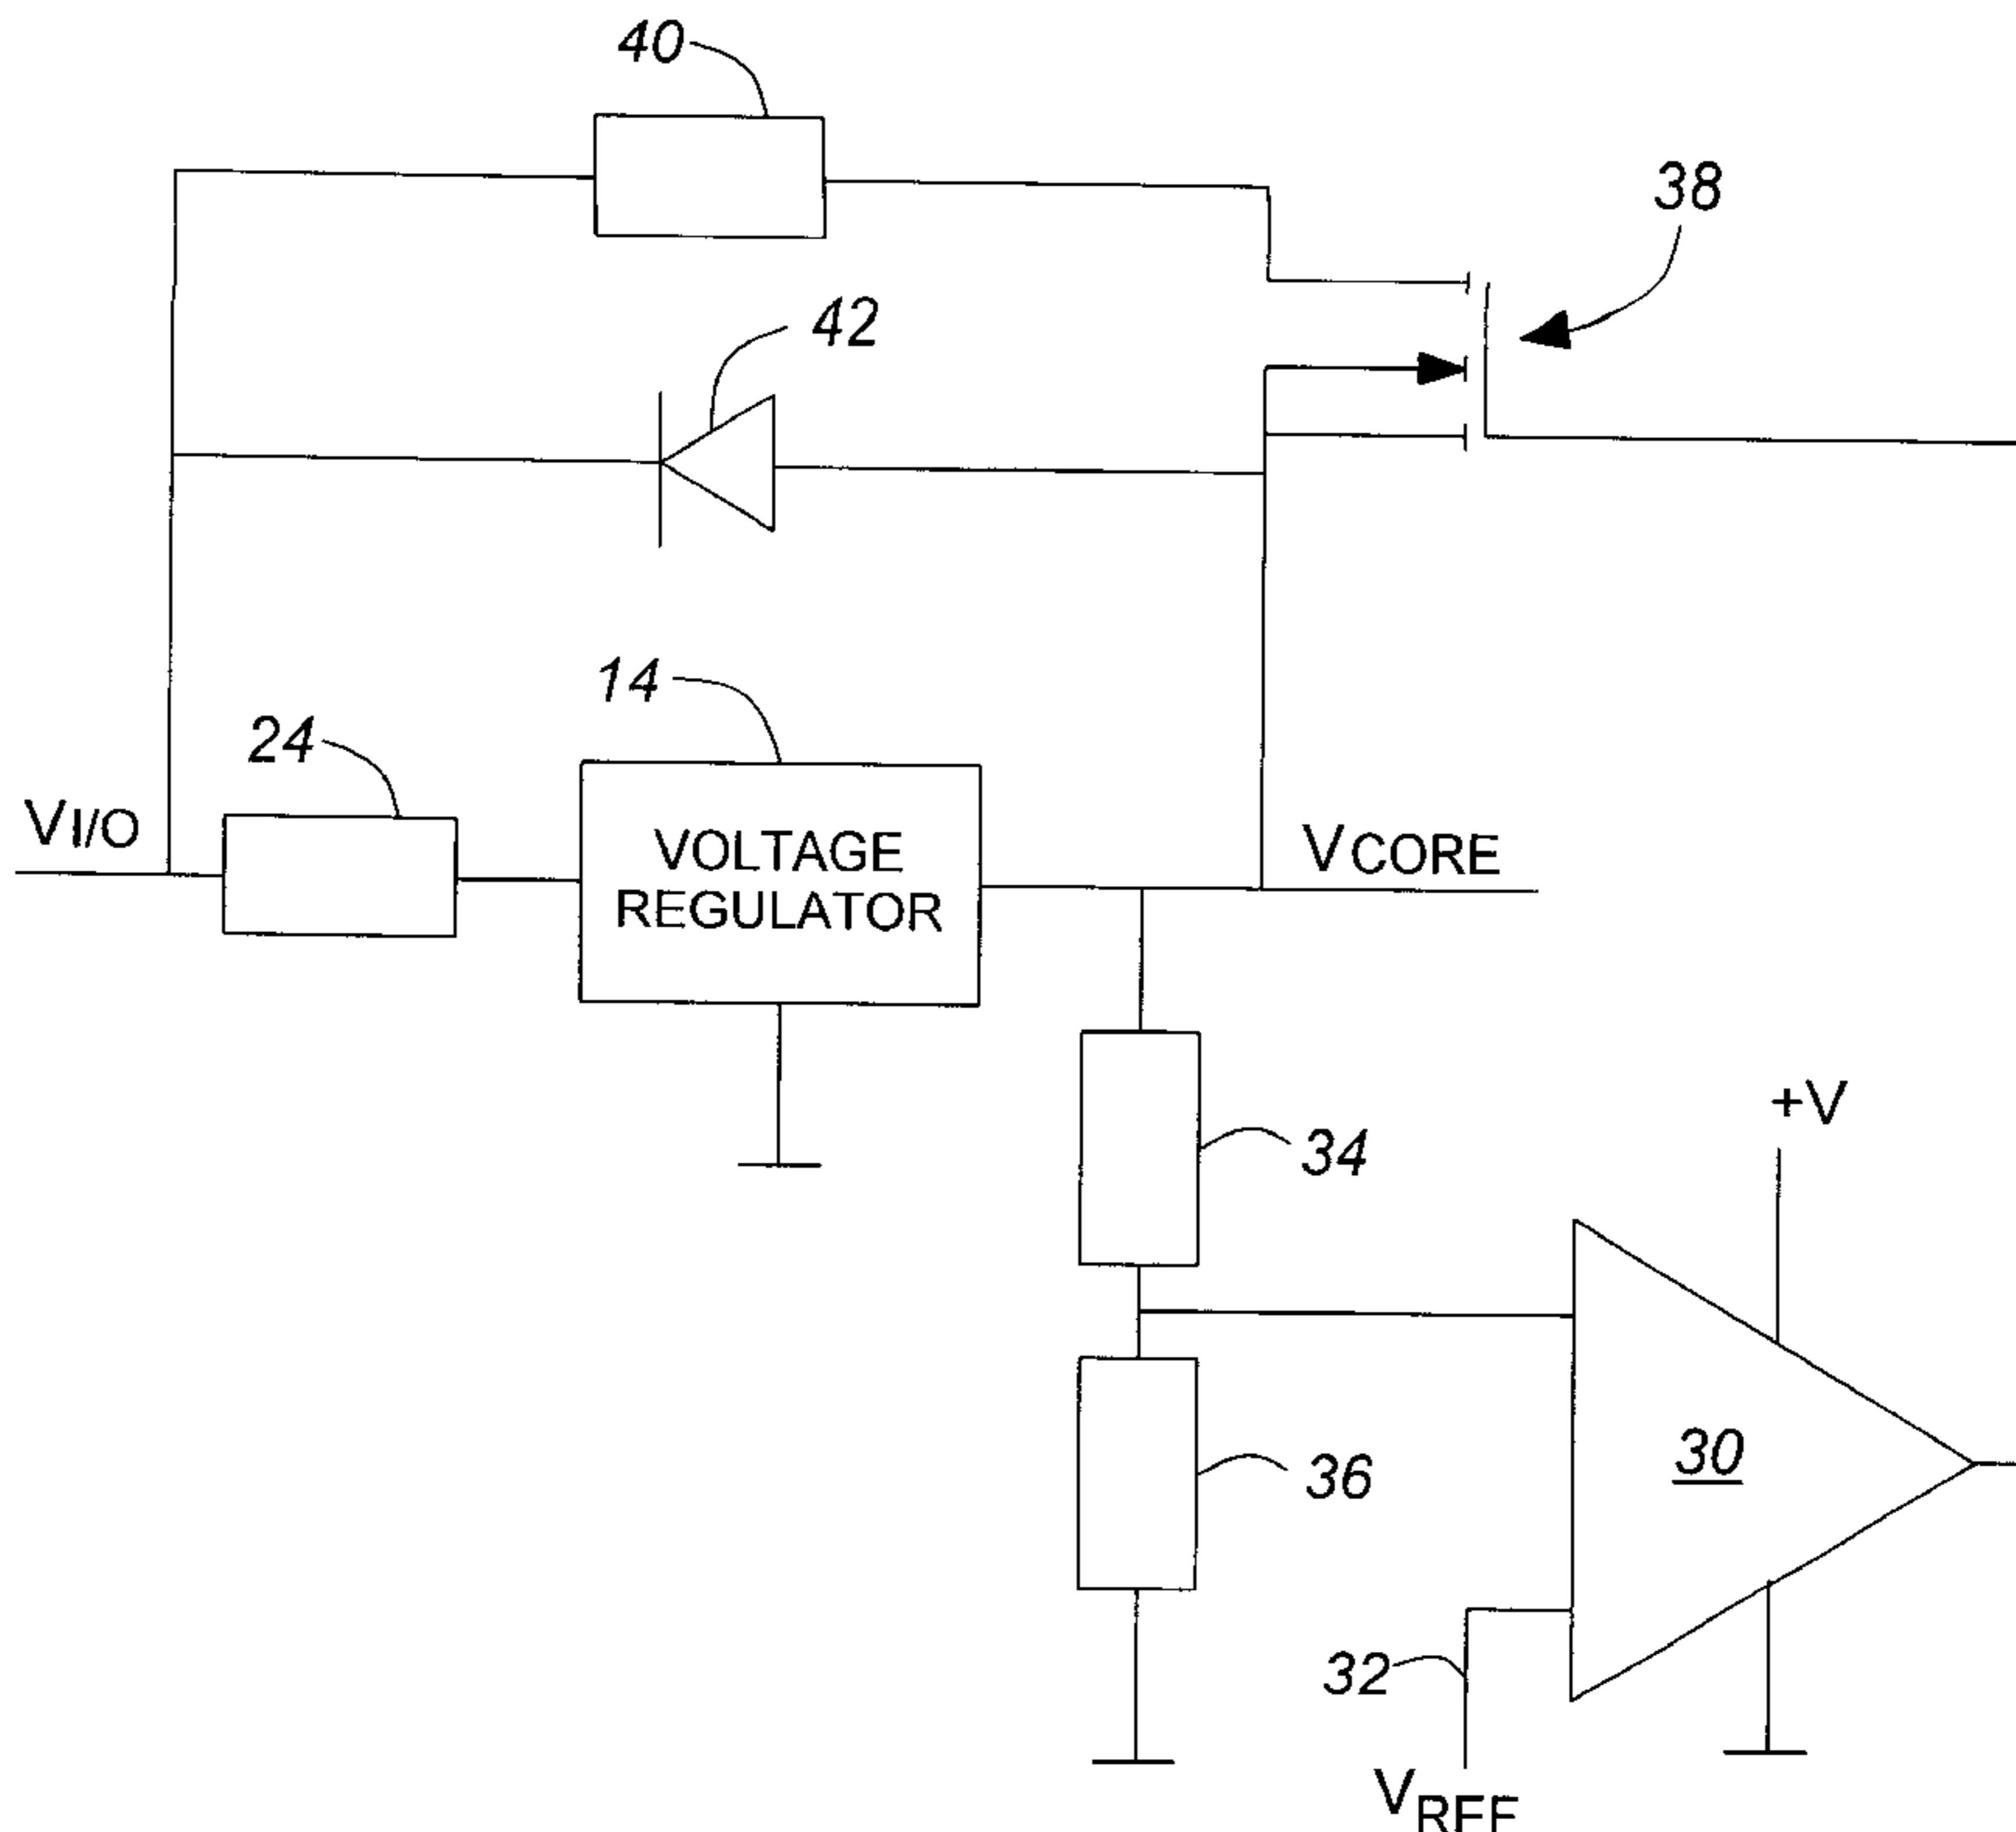 40
38
42
14
24
VI/O
VOLTAGE
REGULATOR
VCORE
+V
34
30
36
32
VREF